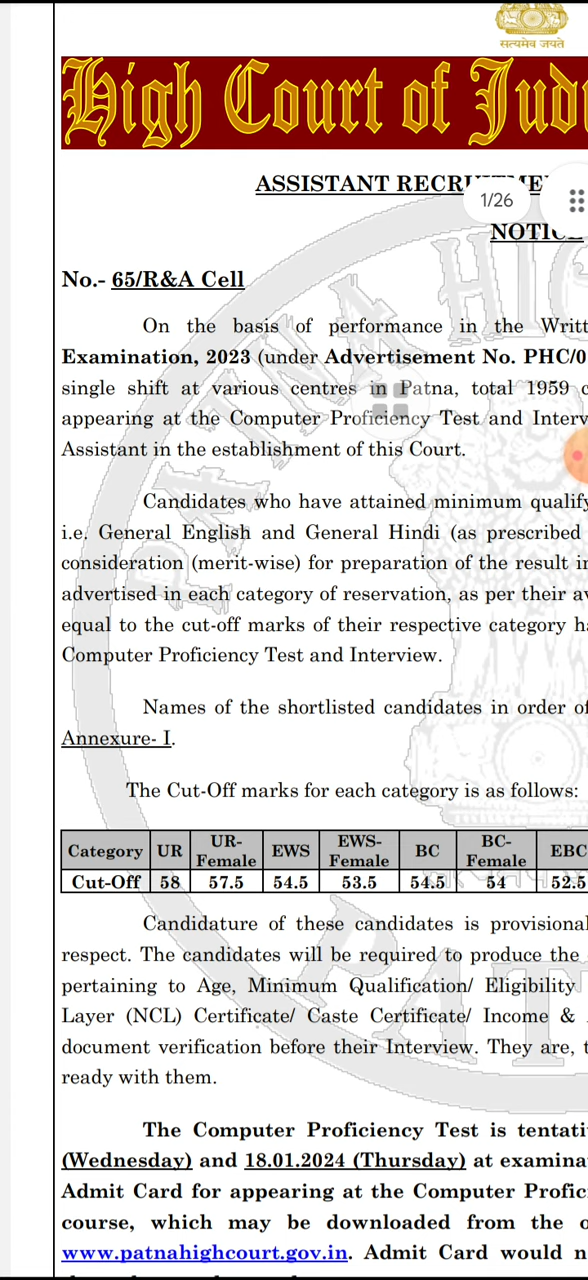 सत्यमेव जयते
High Court of Jud
ASSISTANT RECRU
1/26
NOTIC
No.- 65/R&A Cell
On the basis of performance in the Writt
Examination, 2023 (under Advertisement No. PHC/0
single shift at various centres in Patna, total 1959 c
appearing at the Computer Proficiency Test and Interv
Assistant in the establishment of this Court.
Candidates who have attained minimum qualify
i.e. General English and General Hindi (as prescribed
consideration (merit-wise) for preparation of the result in
advertised in each category of reservation, as per their av
equal to the cut-off marks of their respective category ha
Computer Proficiency Test and Interview.
Names of the shortlisted candidates in order of
Annexure- I.
The Cut-Off marks for each category is as follows:
Category UR UR-Female EWS EWS-Female BC BC-Female EBC
Cut-Off 58 57.5 54.5 53.5 54.5 54 52.5
Candidature of these candidates is provisional
respect. The candidates will be required to produce the
pertaining to Age, Minimum Qualification/ Eligibility
Layer (NCL) Certificate/ Caste Certificate/ Income &
document verification before their Interview. They are, t
ready with them.
The Computer Proficiency Test is tentati
(Wednesday) and 18.01.2024 (Thursday) at examina
Admit Card for appearing at the Computer Profic
course, which may be downloaded from the o
www.patnahighcourt.gov.in. Admit Card would n